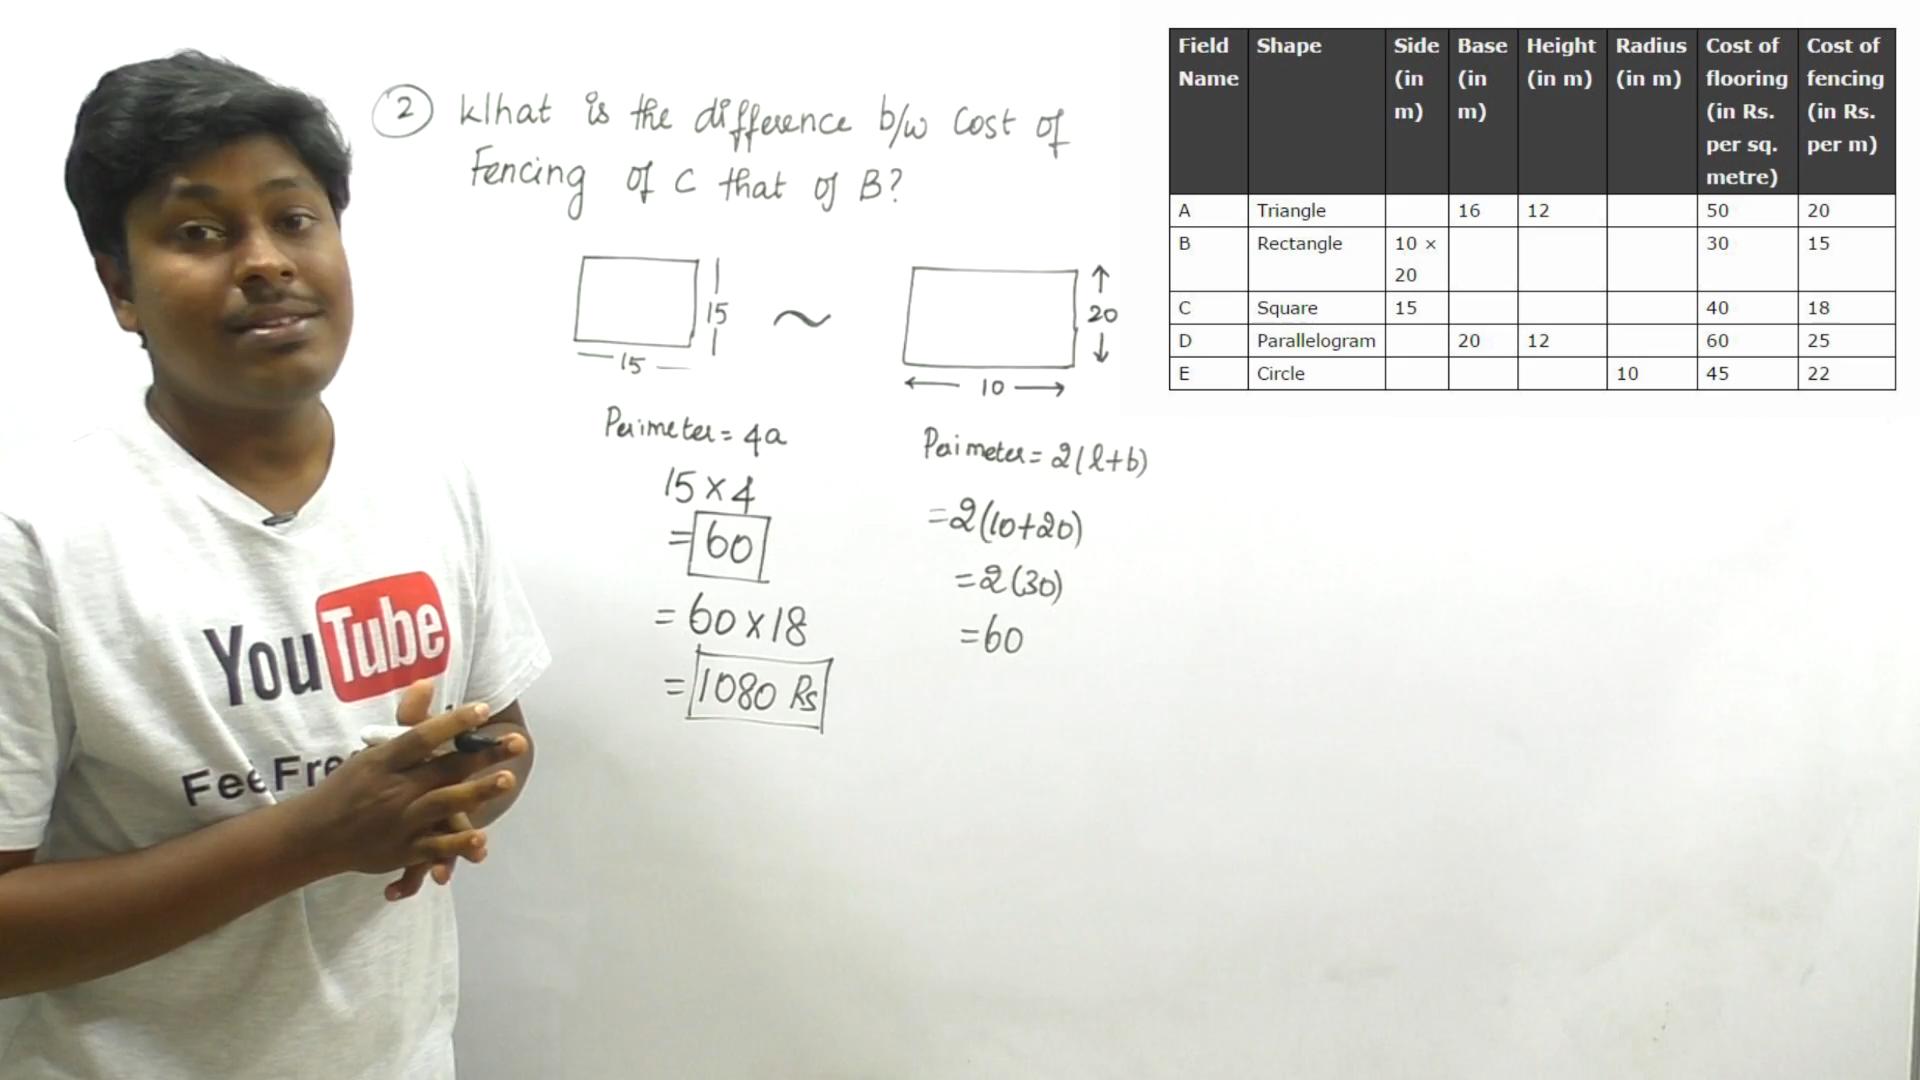 2 What is the difference b/w Cost of
Fencing of C that of B?
15
15
~
20
10
Perimeter = 4a
15 × 4
= 60
= 60 × 18
= 1080 Rs
Perimeter = 2(l+b)
= 2(10+20)
= 2(30)
= 60
Field Name Shape Side (in m) Base (in m) Height (in m) Radius (in m) Cost of flooring (in Rs. per sq. metre) Cost of fencing (in Rs. per m)
A Triangle 16 12 50 20
B Rectangle 10 × 20 30 15
C Square 15 40 18
D Parallelogram 20 12 60 25
E Circle 10 45 22
YouTube
Fee Fre